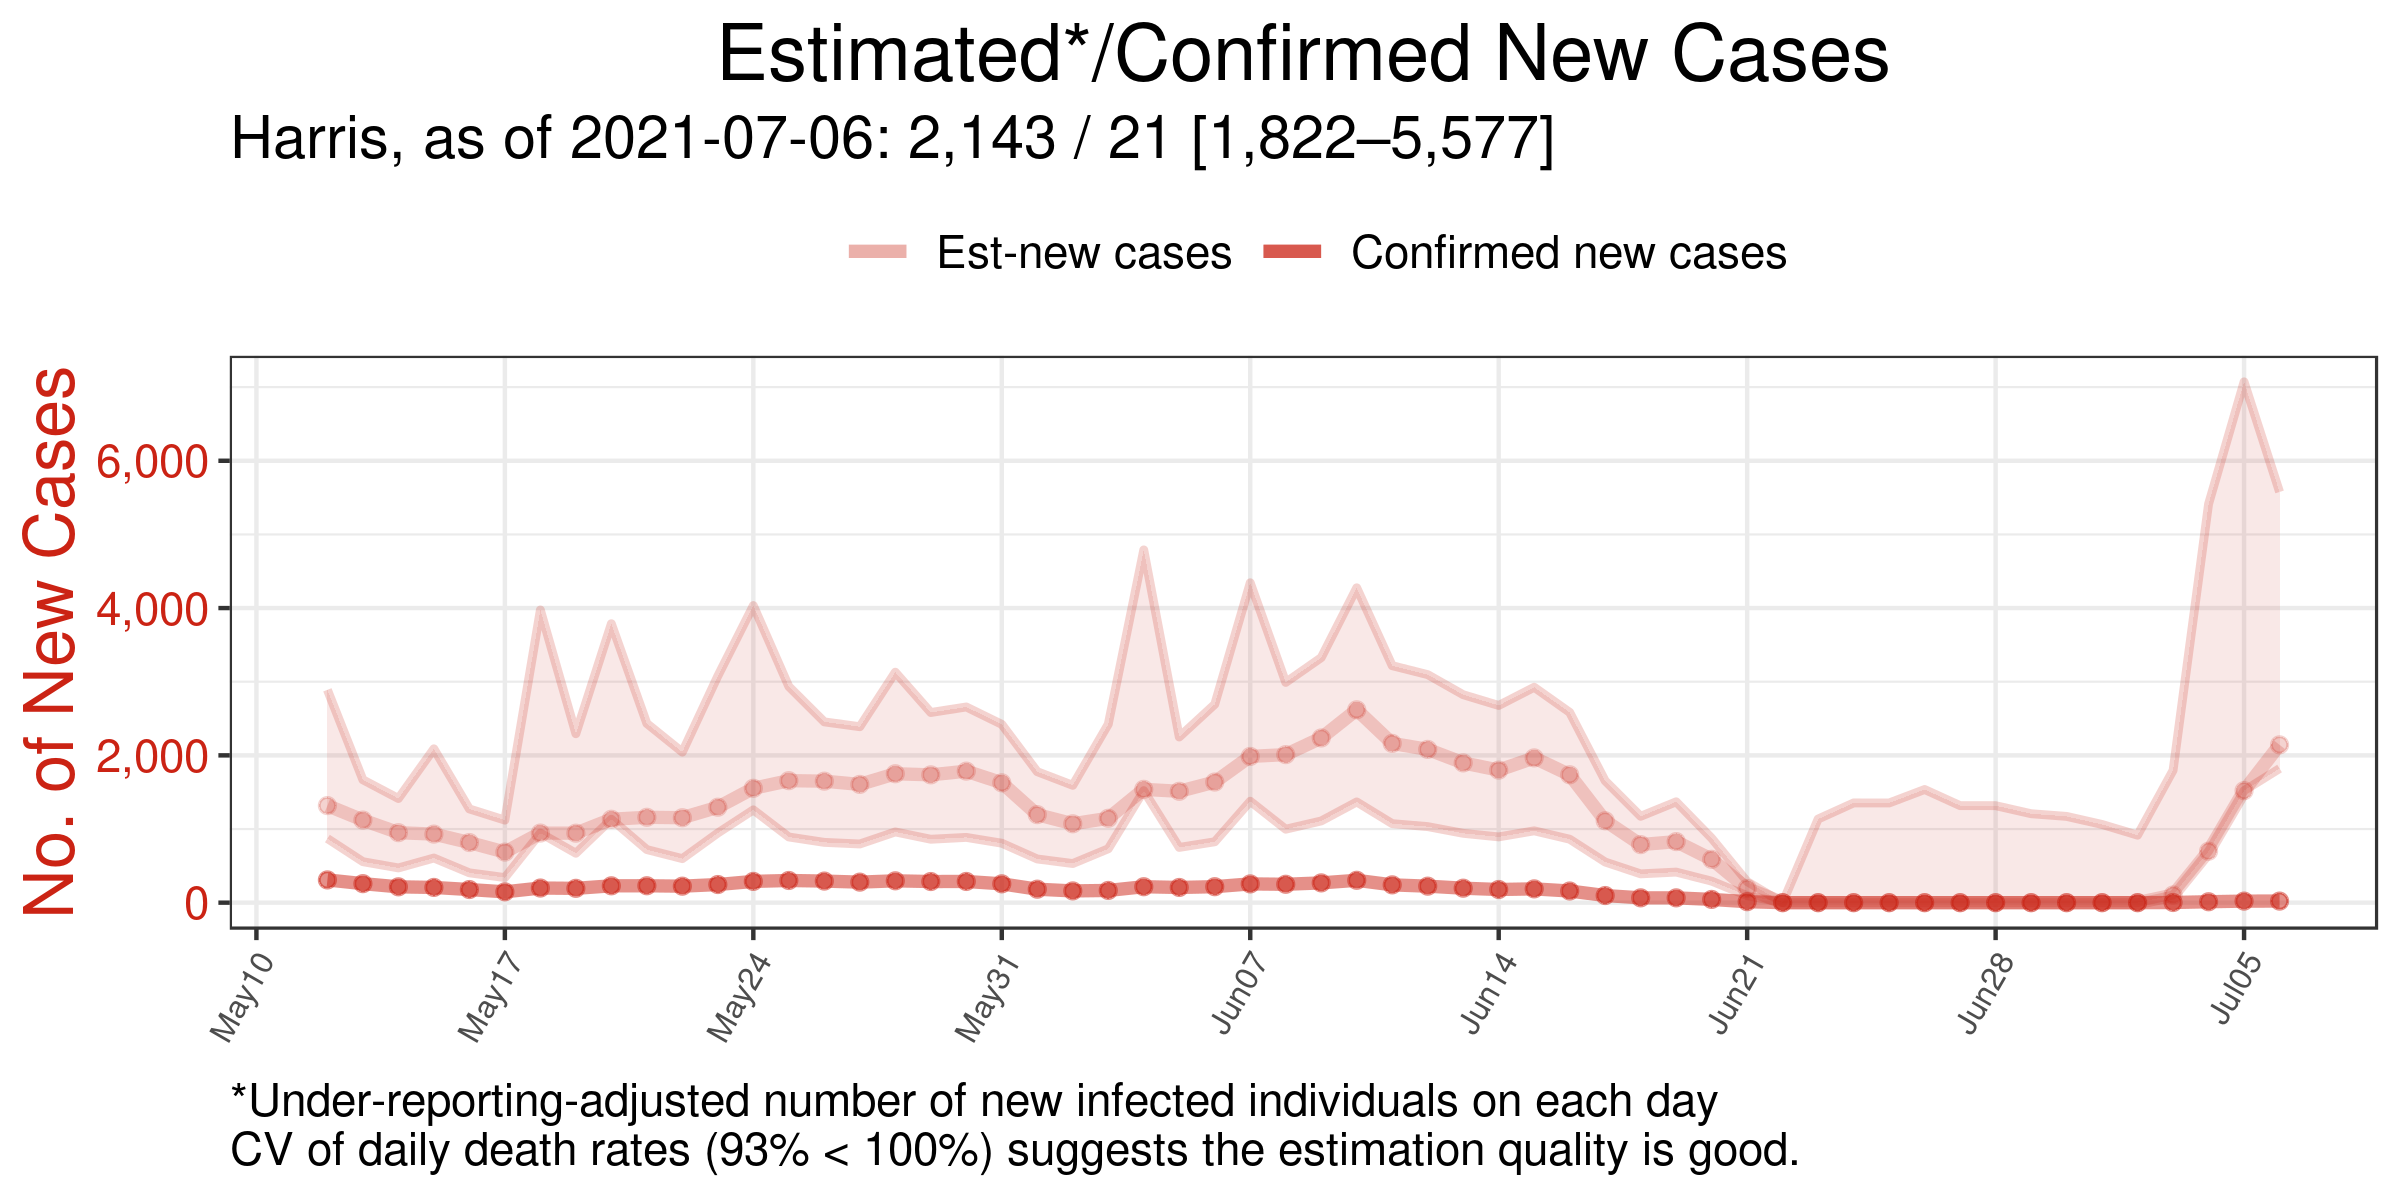 Estimated*/Confirmed New Cases
Harris, as of 2021-07-06: 2,143 / 21 [1,822–5,577]
Est-new cases
Confirmed new cases
No. of New Cases
6,000
4,000
2,000
0
May10
May17
May24
May31
Jun07
Jun14
Jun21
Jun28
Jul05
*Under-reporting-adjusted number of new infected individuals on each day
CV of daily death rates (93% < 100%) suggests the estimation quality is good.